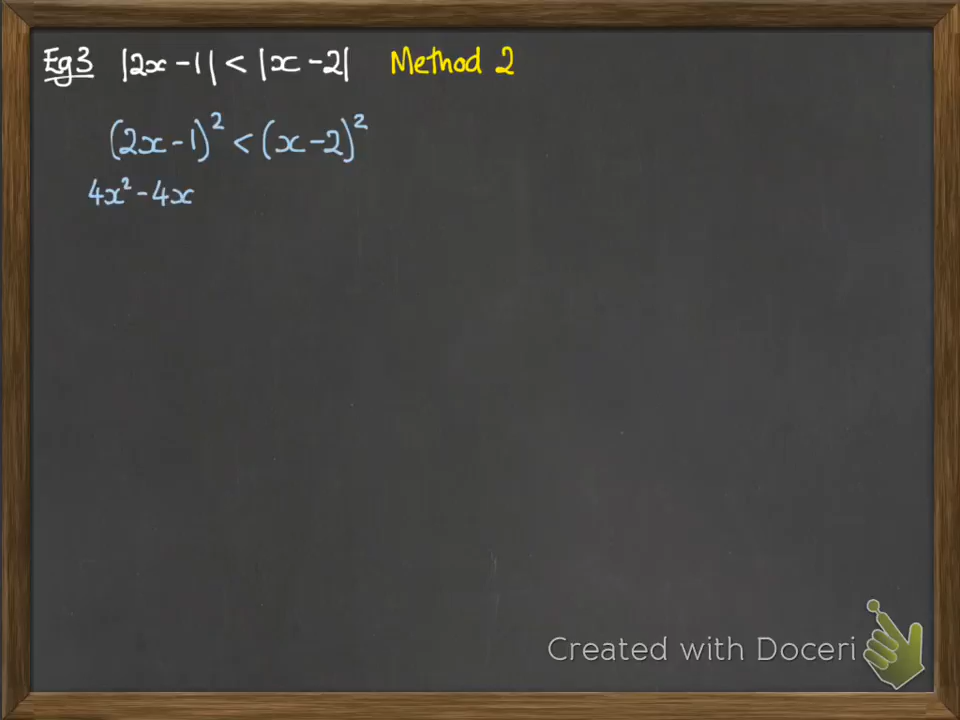 Eg3 |2x-1| < |x-2| Method 2
(2x-1)² < (x-2)²
4x² - 4x
Created with Doceri